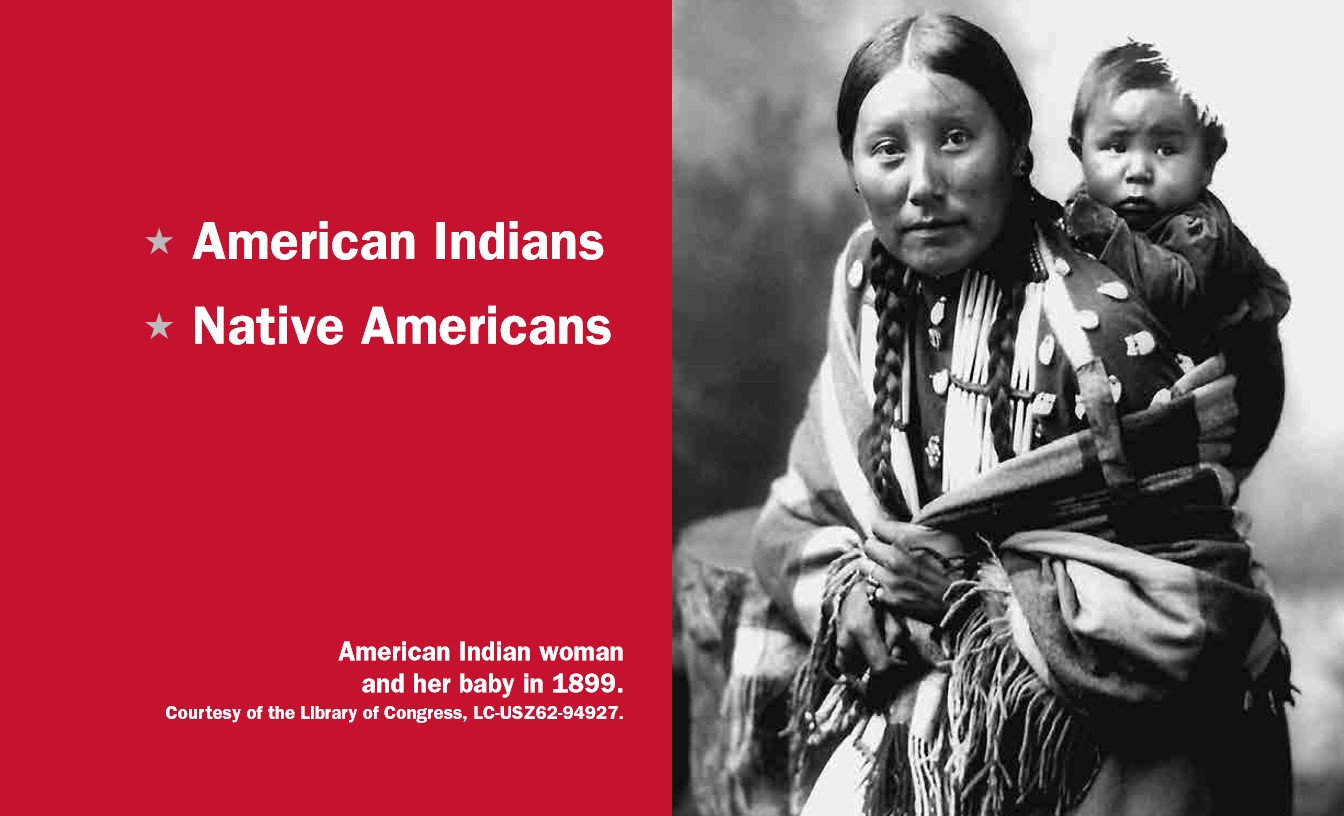 ★ American Indians
★ Native Americans
American Indian woman
and her baby in 1899.
Courtesy of the Library of Congress, LC-USZ62-94927.